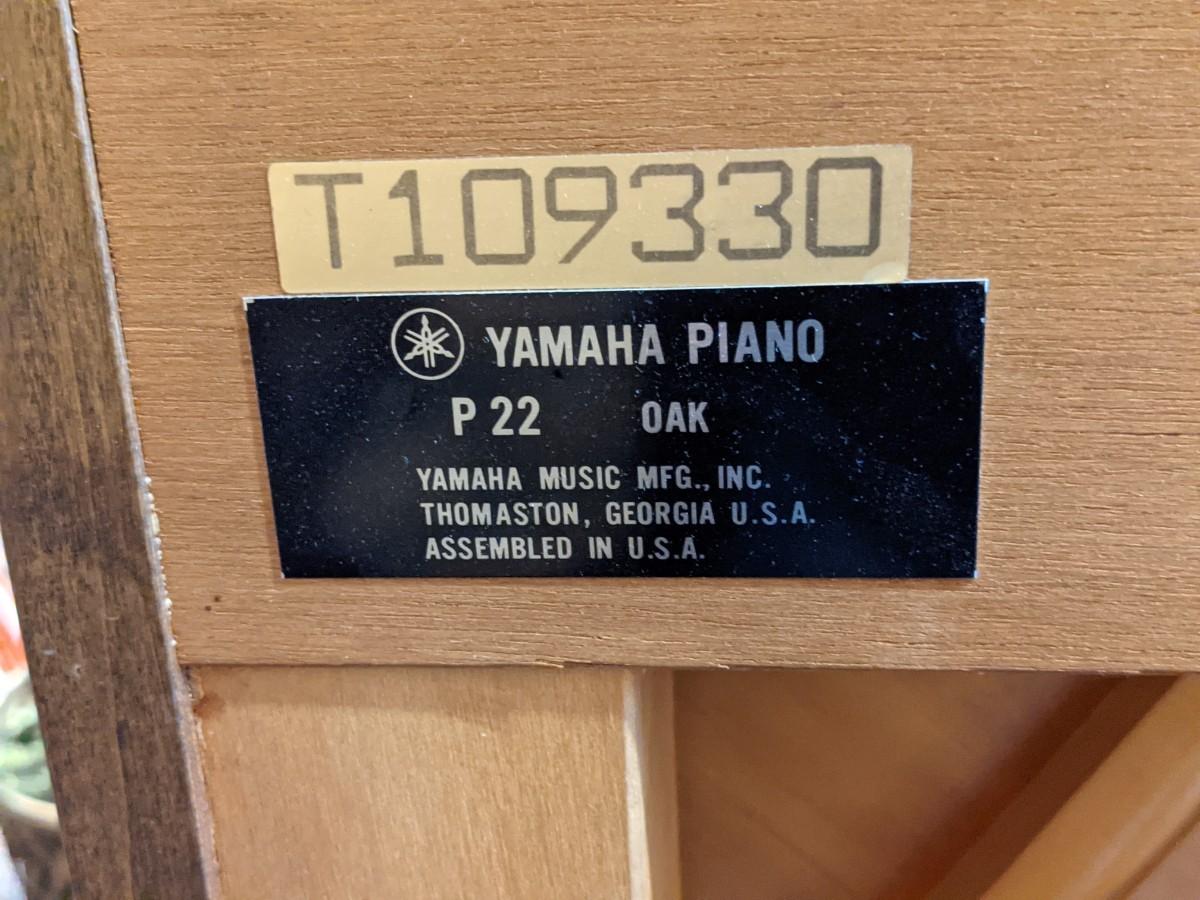 T109330
YAMAHA PIANO
P 22 OAK
YAMAHA MUSIC MFG., INC.
THOMASTON, GEORGIA U.S.A.
ASSEMBLED IN U.S.A.